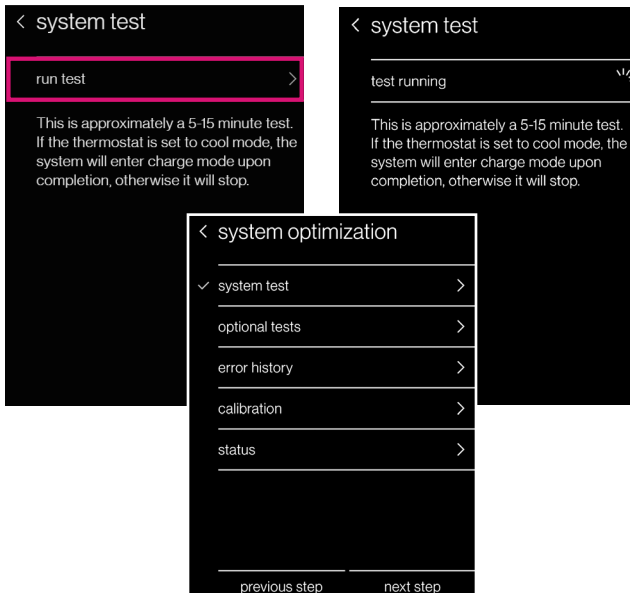 system test
run test
This is approximately a 5-15 minute test.
If the thermostat is set to cool mode, the
system will enter charge mode upon
completion, otherwise it will stop.
system test
test running
This is approximately a 5-15 minute test.
If the thermostat is set to cool mode, the
system will enter charge mode upon
completion, otherwise it will stop.
system optimization
system test
optional tests
error history
calibration
status
previous step
next step